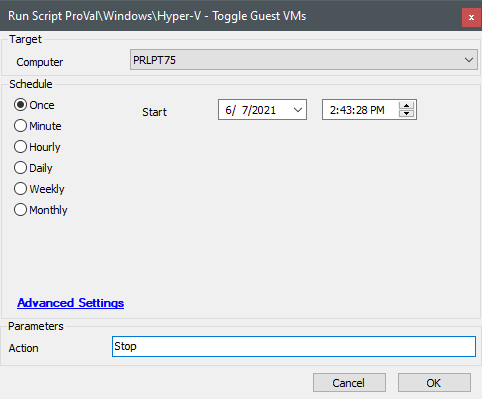 Run Script ProVal\Windows\Hyper-V - Toggle Guest VMs x
Target
Computer PRLPT75
Schedule
Once Start 6/ 7/2021 2:43:28 PM
Minute
Hourly
Daily
Weekly
Monthly
Advanced Settings
Parameters
Action Stop
Cancel OK